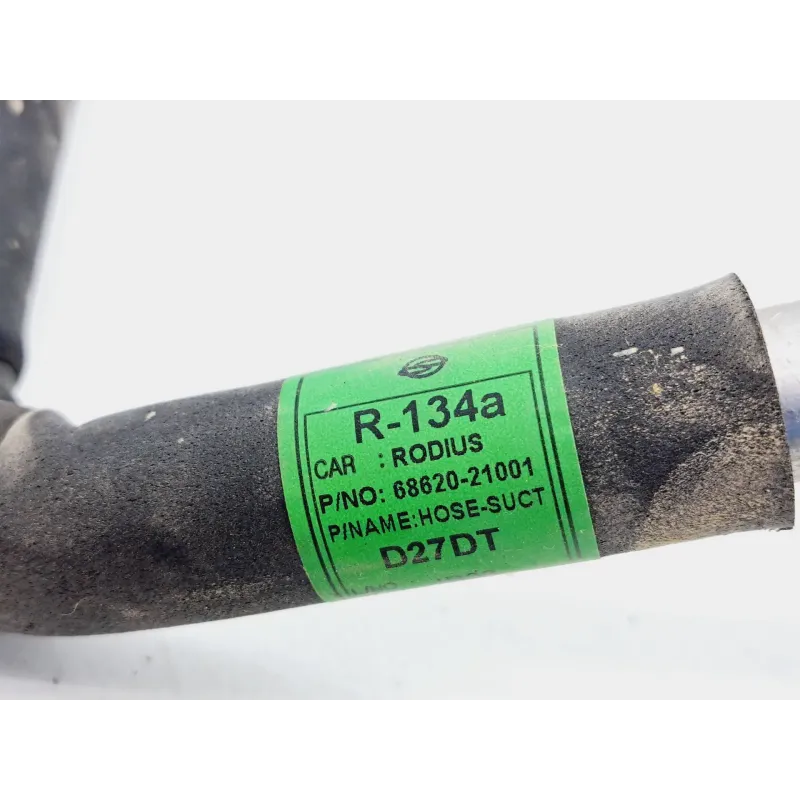 R-134a
CAR : RODIUS
P/NO: 68620-21001
P/NAME:HOSE-SUCT
D27DT